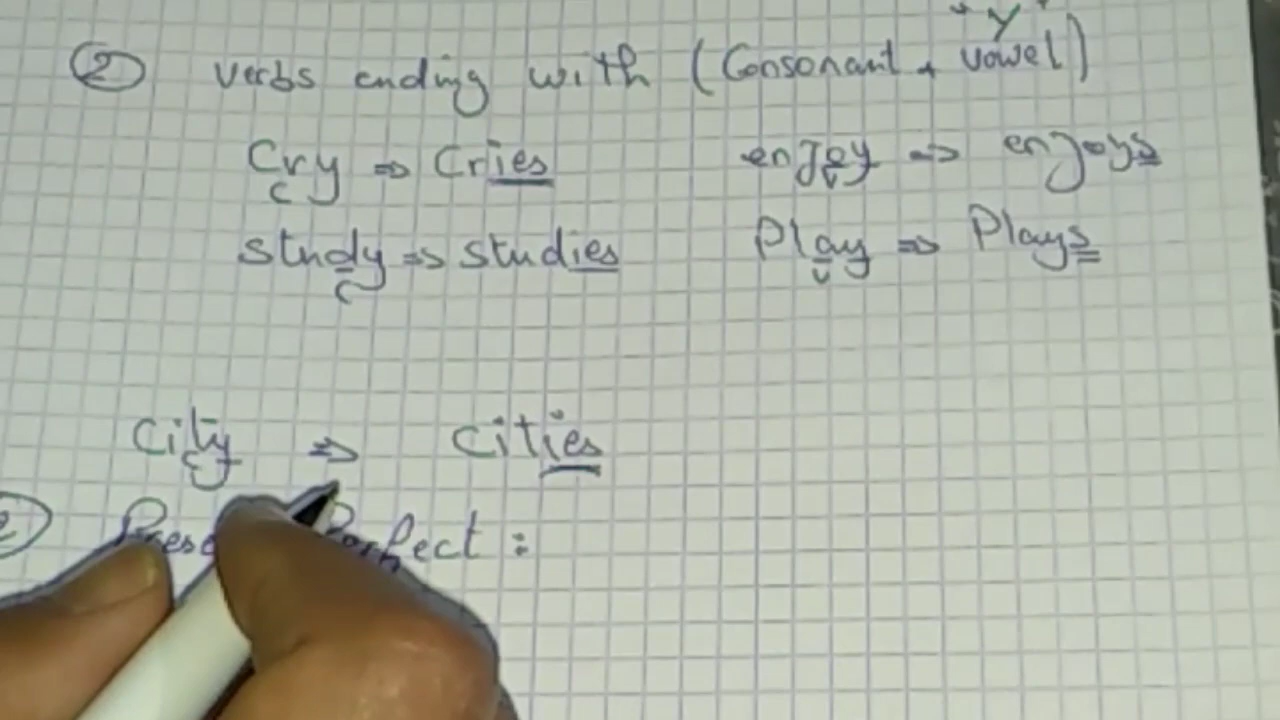 + y
② verbs ending with (Consonant + vowel)
Cry ⇒ Cries enjoy ⇒ enjoys
C v
study ⇒ studies Play ⇒ Plays
C v
City ⇒ Cities
C
Perfect :